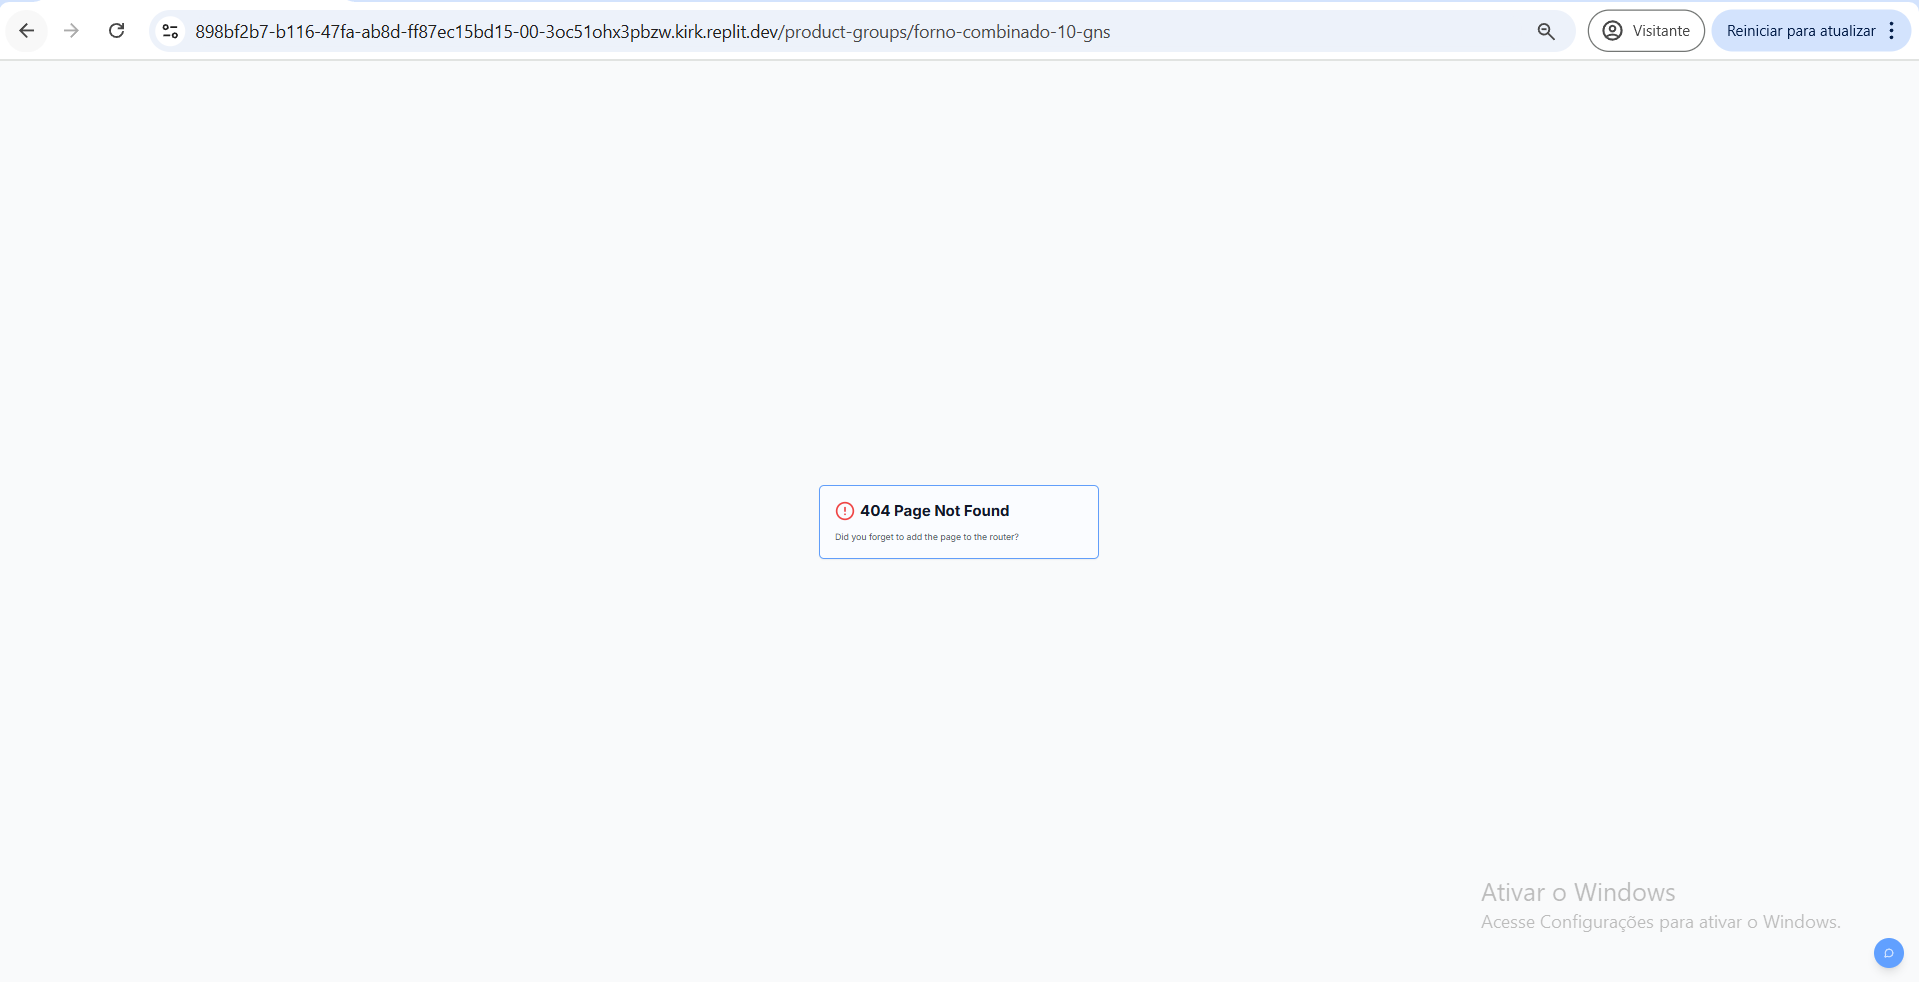 898bf2b7-b116-47fa-ab8d-ff87ec15bd15-00-3oc51ohx3pbzw.kirk.replit.dev/product-groups/forno-combinado-10-gns
Visitante
Reiniciar para atualizar
404 Page Not Found
Did you forget to add the page to the router?
Ativar o Windows
Acesse Configurações para ativar o Windows.